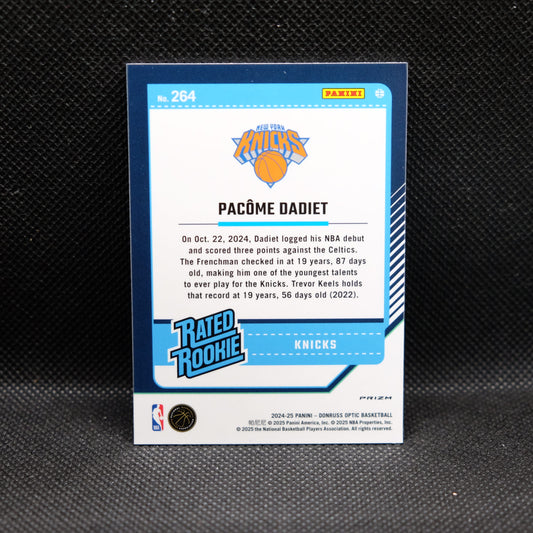 No. 264
PANINI
NEW YORK
KNICKS
PACÔME DADIET
On Oct. 22, 2024, Dadiet logged his NBA debut
and scored three points against the Celtics.
The Frenchman checked in at 19 years, 87 days
old, making him one of the youngest talents
to ever play for the Knicks. Trevor Keels holds
that record at 19 years, 56 days old (2022).
RATED
ROOKIE
KNICKS
PRIZM
2024-25 PANINI – DONRUSS OPTIC BASKETBALL
帕尼尼 © 2025 Panini America, Inc. © 2025 NBA Properties, Inc.
© 2025 the National Basketball Players Association. All rights reserved.